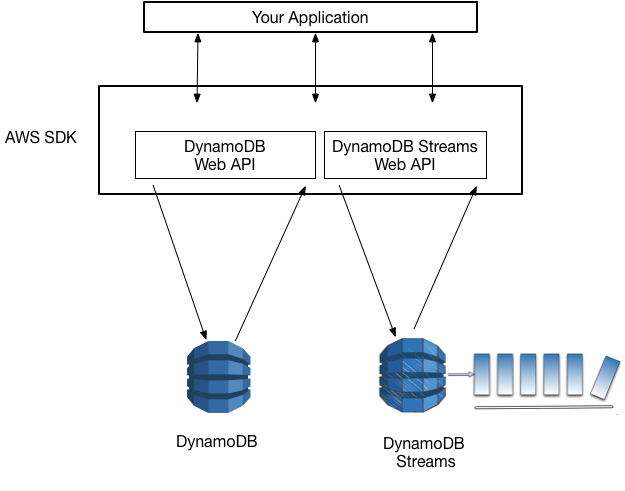 Your Application
AWS SDK
DynamoDB
Web API
DynamoDB Streams
Web API
DynamoDB
DynamoDB
Streams